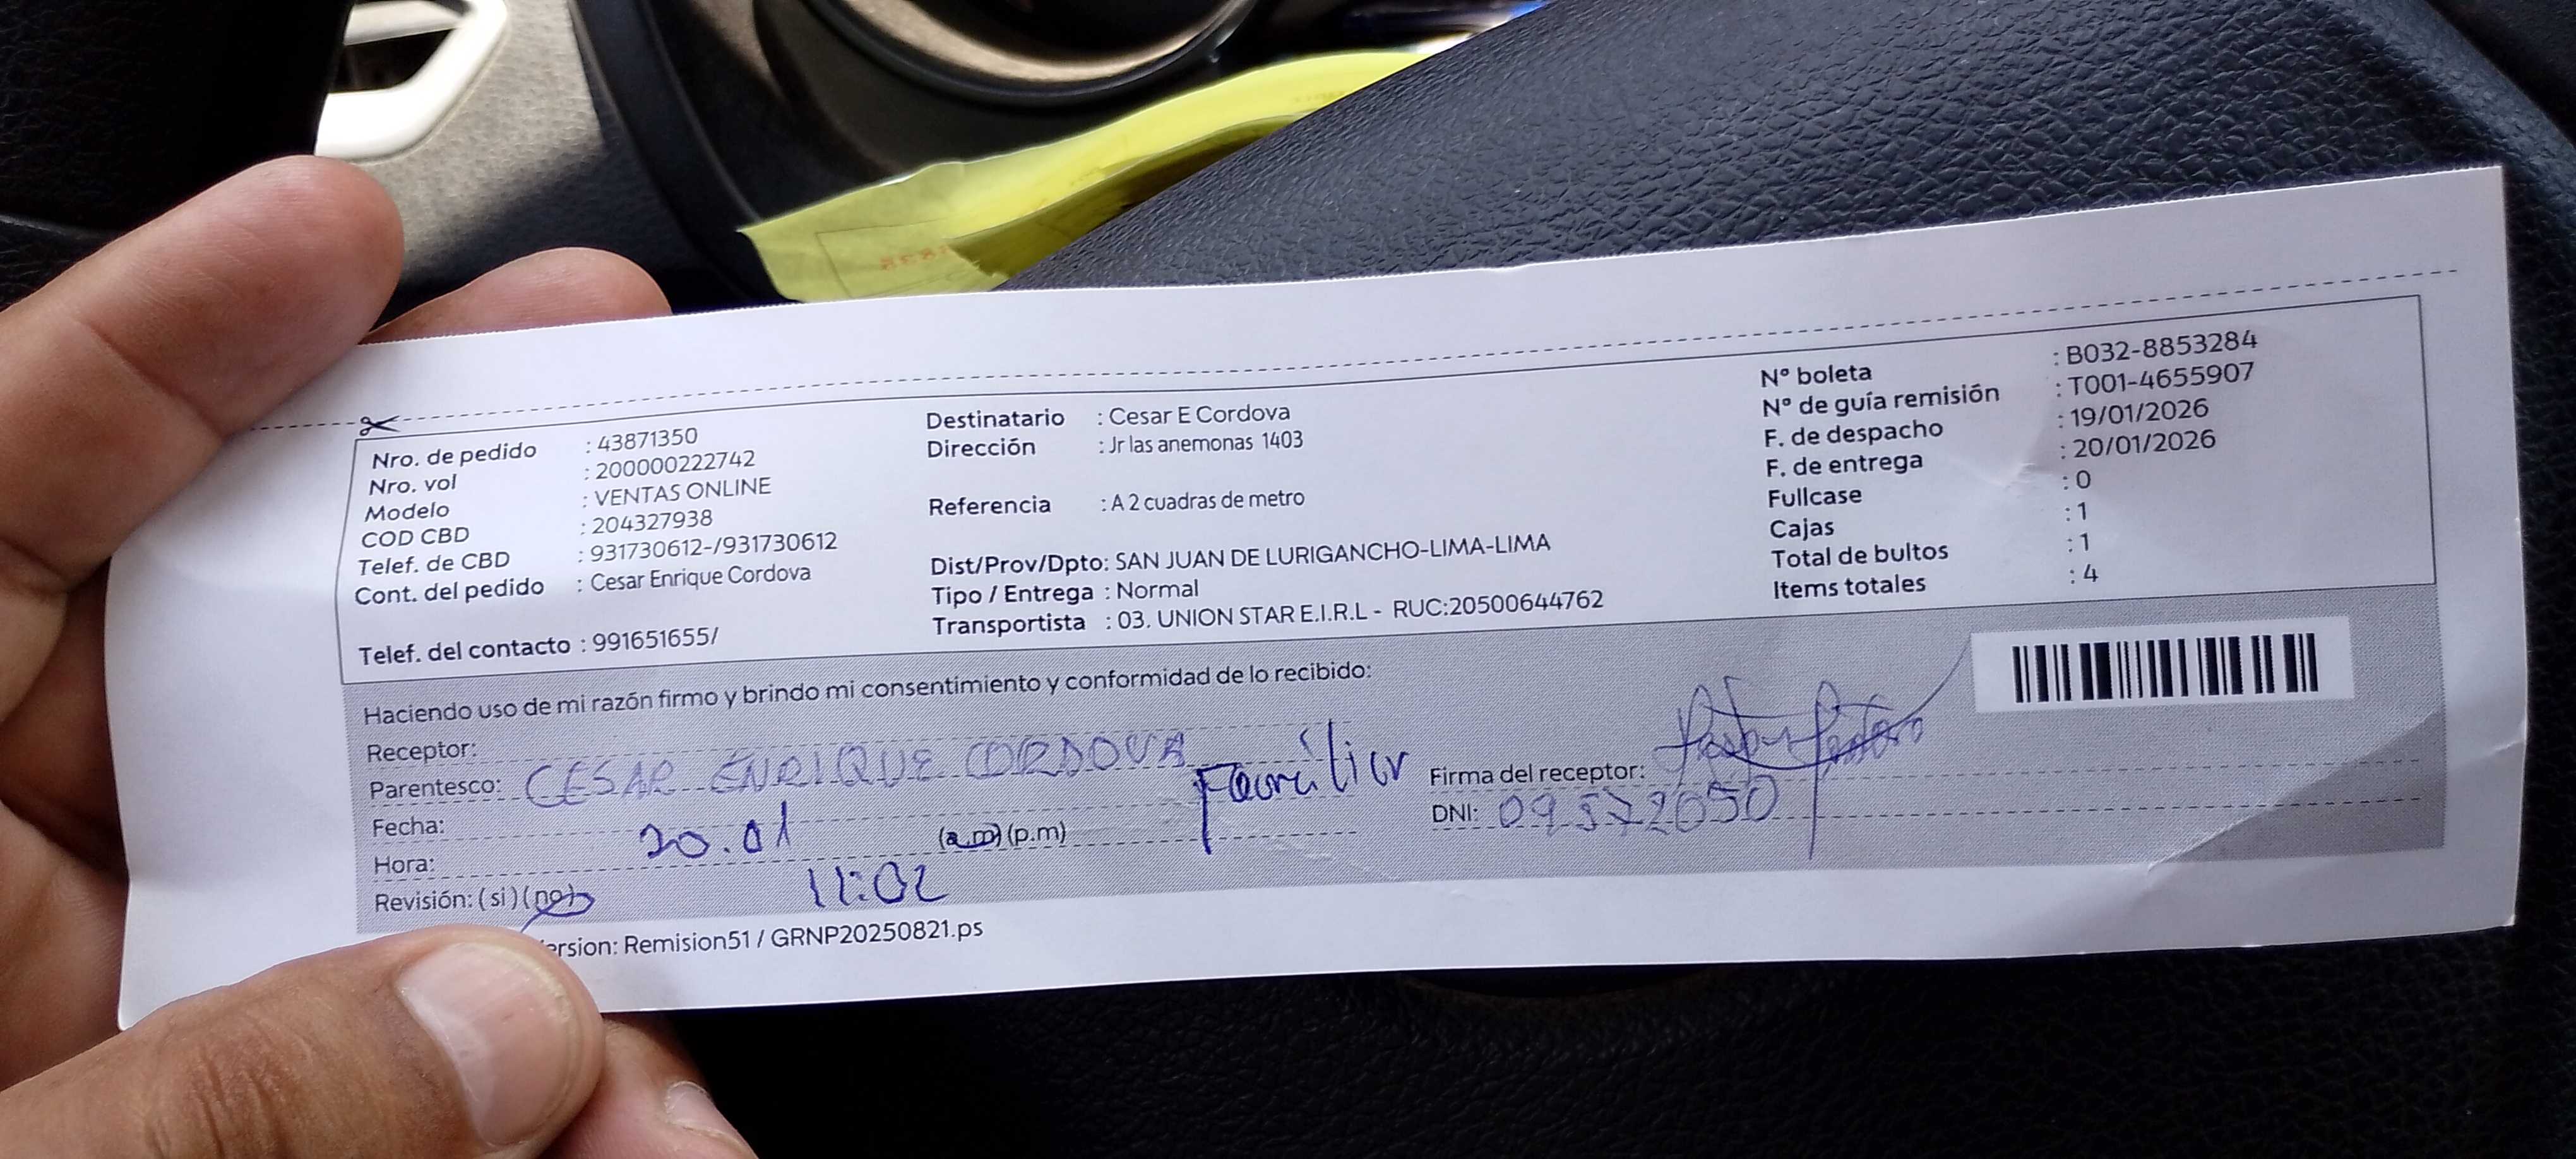 Nro. de pedido : 43871350
Nro. vol : 200000222742
Modelo : VENTAS ONLINE
COD CBD : 204327938
Telef. de CBD : 931730612-/931730612
Cont. del pedido : Cesar Enrique Cordova
Telef. del contacto : 991651655/
Destinatario : Cesar E Cordova
Dirección : Jr las anemonas 1403
Referencia : A 2 cuadras de metro
Dist/Prov/Dpto: SAN JUAN DE LURIGANCHO-LIMA-LIMA
Tipo / Entrega : Normal
Transportista : 03. UNION STAR E.I.R.L - RUC:20500644762
N° boleta : B032-8853284
N° de guía remisión : T001-4655907
F. de despacho : 19/01/2026
F. de entrega : 20/01/2026
Fullcase : 0
Cajas : 1
Total de bultos : 1
Items totales : 4
Haciendo uso de mi razón firmo y brindo mi consentimiento y conformidad de lo recibido:
Receptor:
Parentesco: CESAR ENRIQUE CORDOVA Familiar
Fecha: 20.01 (a.m) (p.m)
Hora: 11:02
Revisión: (si) (no)
Firma del receptor:
DNI: 09572650
ersion: Remision51 / GRNP20250821.ps